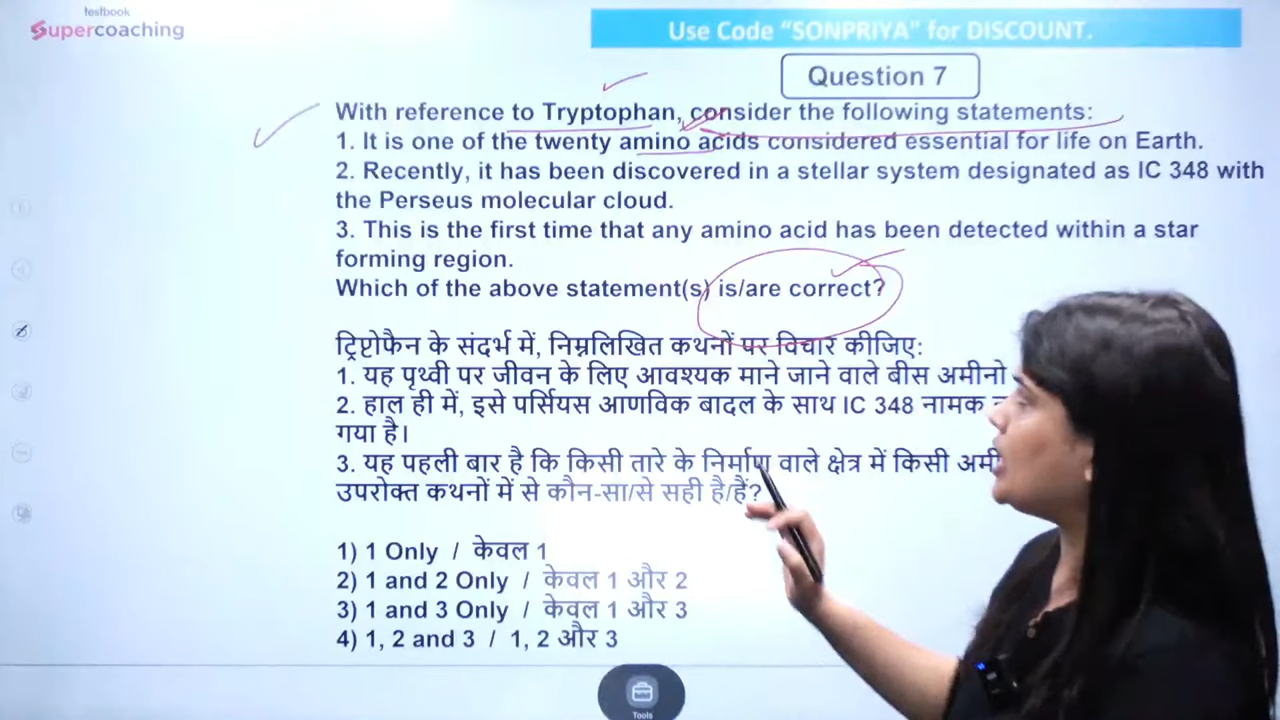 testbook
Supercoaching
Use Code “SONPRIYA” for DISCOUNT.
Question 7
With reference to Tryptophan, consider the following statements:
1. It is one of the twenty amino acids considered essential for life on Earth.
2. Recently, it has been discovered in a stellar system designated as IC 348 with
the Perseus molecular cloud.
3. This is the first time that any amino acid has been detected within a star
forming region.
Which of the above statement(s) is/are correct?
ट्रिप्टोफैन के संदर्भ में, निम्नलिखित कथनों पर विचार कीजिए:
1. यह पृथ्वी पर जीवन के लिए आवश्यक माने जाने वाले बीस अमीनो
2. हाल ही में, इसे पर्सियस आणविक बादल के साथ IC 348 नामक
गया है।
3. यह पहली बार है कि किसी तारे के निर्माण वाले क्षेत्र में किसी
उपरोक्त कथनों में से कौन-सा/से सही है/हैं?
1) 1 Only / केवल 1
2) 1 and 2 Only / केवल 1 और 2
3) 1 and 3 Only / केवल 1 और 3
4) 1, 2 and 3 / 1, 2 और 3
Tools